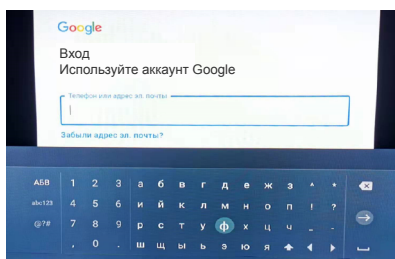 Google
Вход
Используйте аккаунт Google
Телефон или адрес эл. почты
Забыли адрес эл. почты?
АБВ 1 2 3 а б в г д е ж з ^ *
abc123 4 5 6 и й к л м н о п ! ?
@?# 7 8 9 р с т у ф х ц ч _ .
, 0 . ш щ ы ь э ю я